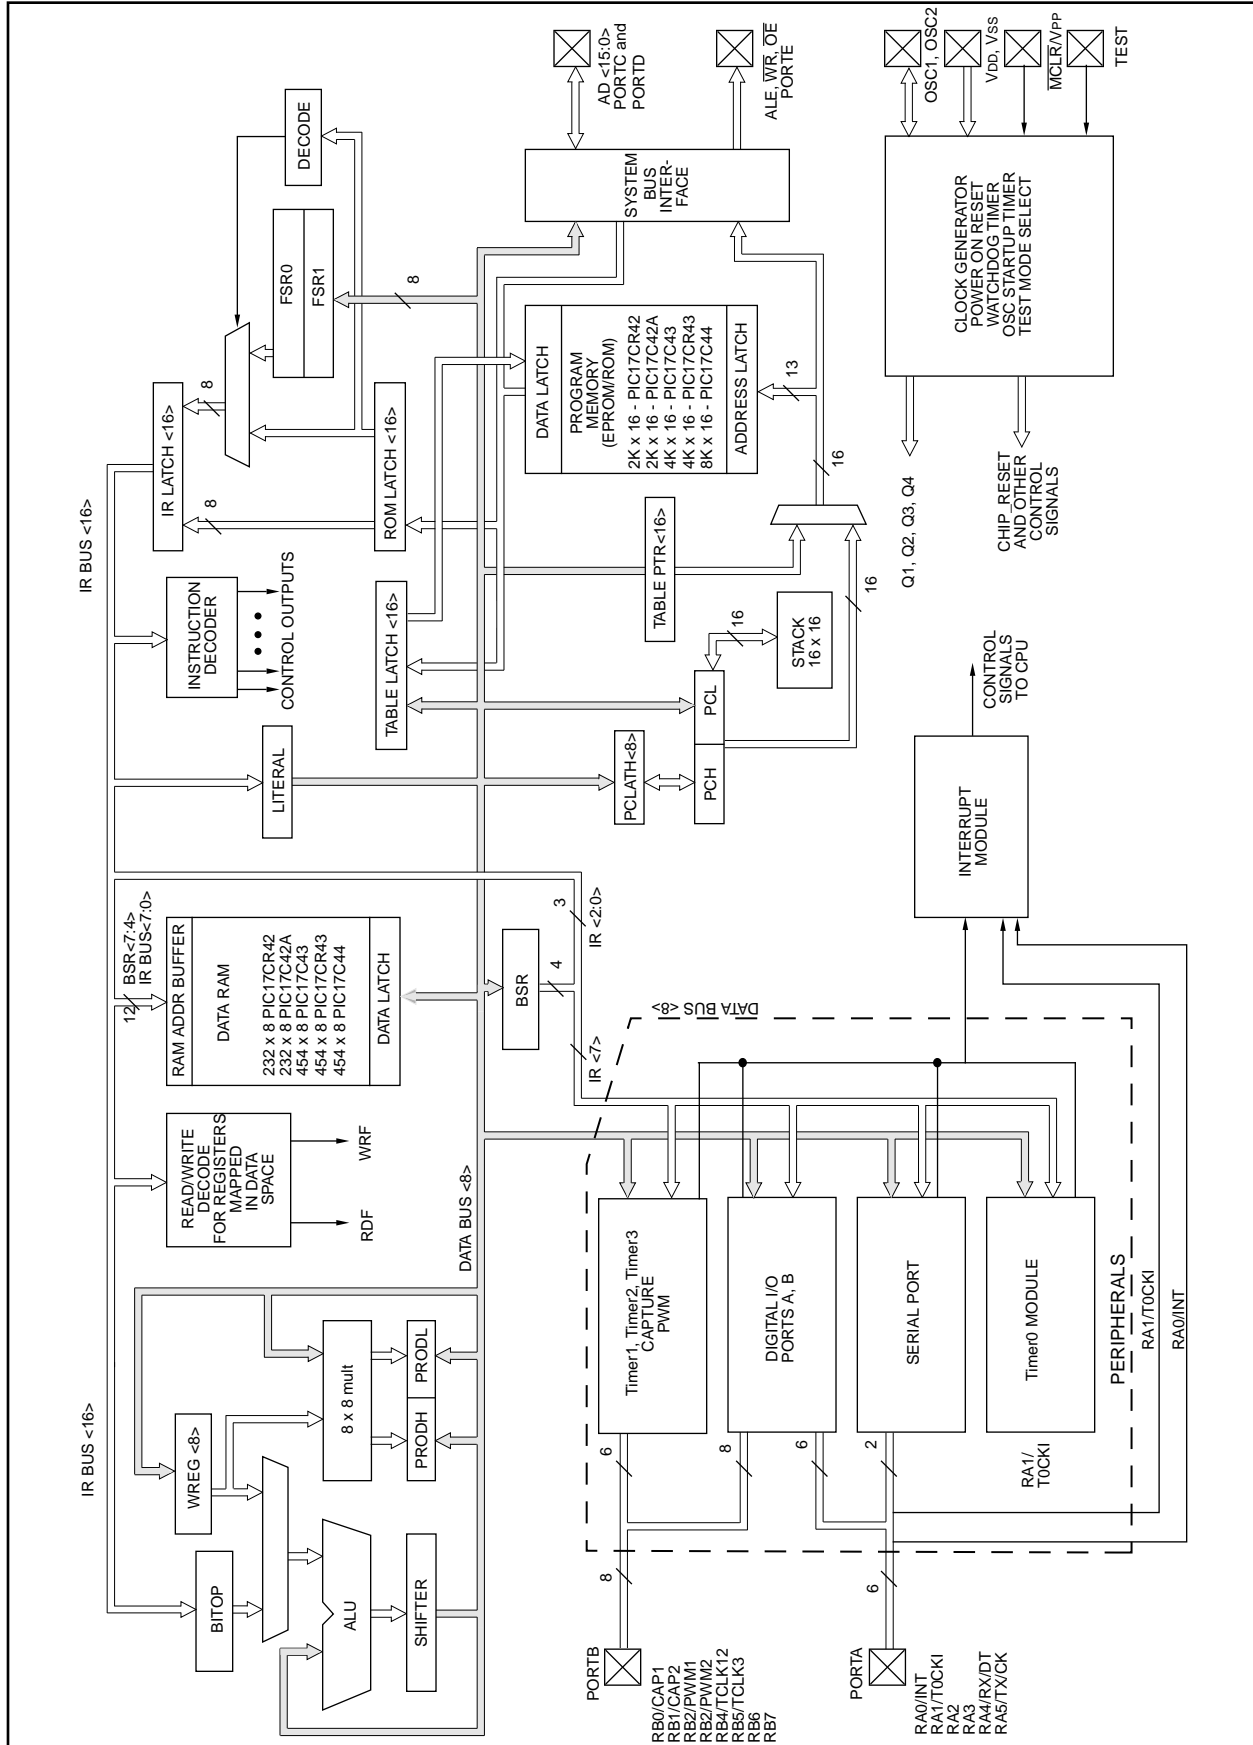 IR BUS <16>
BITOP
WREG <8>
ALU
SHIFTER
8 x 8 mult
PRODH
PRODL
READ/WRITE
DECODE
FOR REGISTERS
MAPPED
IN DATA
SPACE
RDF
WRF
12
BSR<7:4>
IR BUS<7:0>
RAM ADDR BUFFER
DATA RAM
232 x 8 PIC17CR42
232 x 8 PIC17C42A
454 x 8 PIC17C43
454 x 8 PIC17CR43
454 x 8 PIC17C44
DATA LATCH
DATA BUS <8>
BSR
4
3
IR <2:0>
IR <7>
LITERAL
INSTRUCTION
DECODER
CONTROL OUTPUTS
IR BUS <16>
IR LATCH <16>
8
8
ROM LATCH <16>
FSR0
FSR1
8
DECODE
TABLE LATCH <16>
PCLATH<8>
PCH
PCL
TABLE PTR<16>
STACK
16 x 16
16
16
16
13
DATA LATCH
PROGRAM
MEMORY
(EPROM/ROM)
2K x 16 - PIC17CR42
2K x 16 - PIC17C42A
4K x 16 - PIC17C43
4K x 16 - PIC17CR43
8K x 16 - PIC17C44
ADDRESS LATCH
SYSTEM
BUS
INTER-
FACE
AD <15:0>
PORTC and
PORTD
ALE, WR, OE
PORTE
CLOCK GENERATOR
POWER ON RESET
WATCHDOG TIMER
OSC STARTUP TIMER
TEST MODE SELECT
OSC1, OSC2
VDD, VSS
MCLR/VPP
TEST
Q1, Q2, Q3, Q4
CHIP_RESET
AND OTHER
CONTROL
SIGNALS
INTERRUPT
MODULE
CONTROL
SIGNALS
TO CPU
DATA BUS <8>
Timer1, Timer2, Timer3
CAPTURE
PWM
DIGITAL I/O
PORTS A, B
SERIAL PORT
Timer0 MODULE
PERIPHERALS
RA1/T0CKI
RA0/INT
RA1/
T0CKI
6
8
6
2
8
6
PORTB
RB0/CAP1
RB1/CAP2
RB2/PWM1
RB2/PWM2
RB4/TCLK12
RB5/TCLK3
RB6
RB7
PORTA
RA0/INT
RA1/T0CKI
RA2
RA3
RA4/RX/DT
RA5/TX/CK